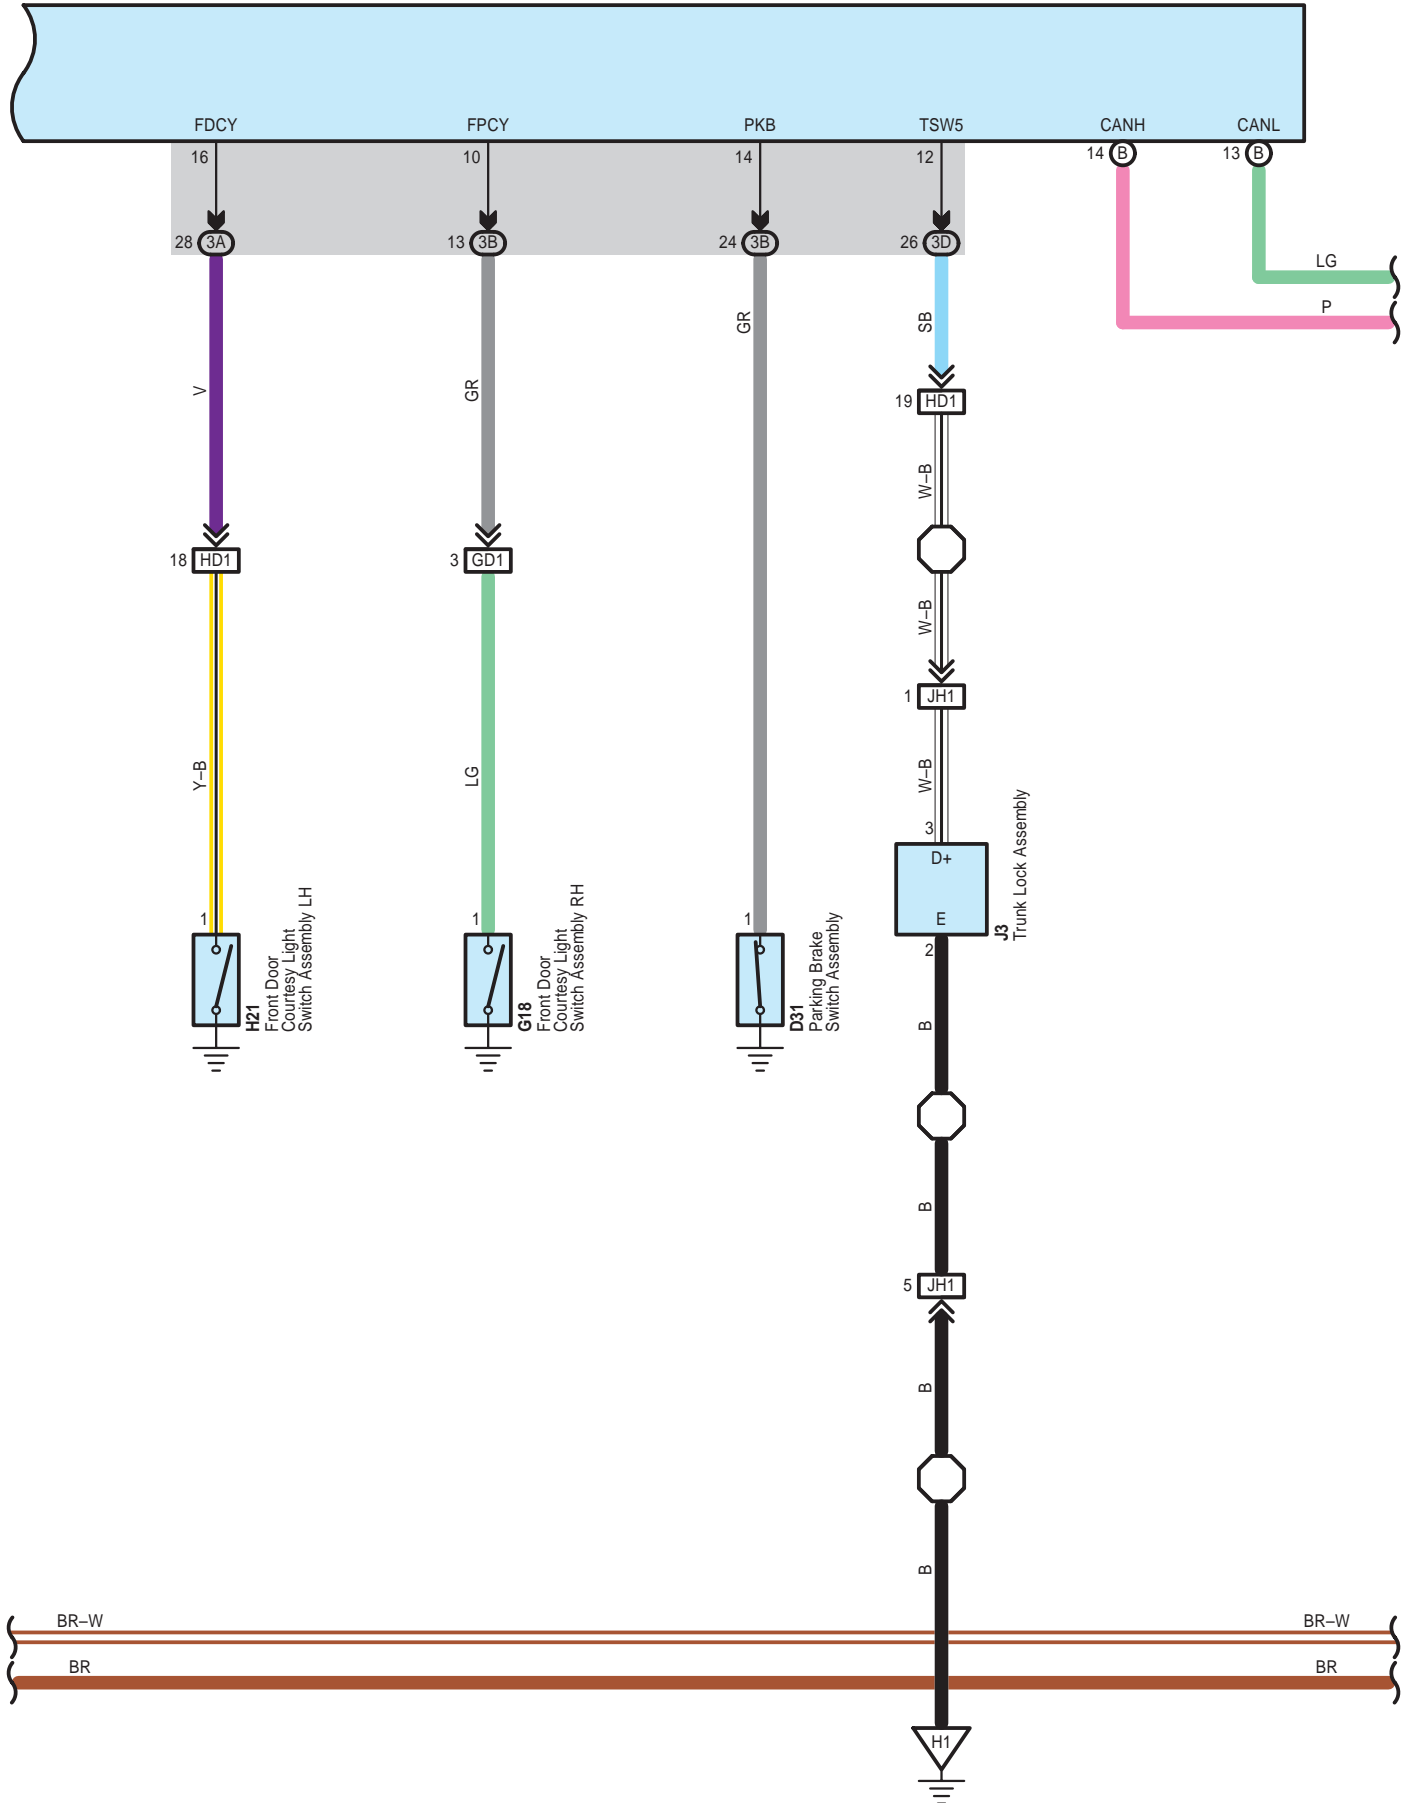 FDCY FPCY PKB TSW5 CANH CANL
16 10 14 12 14 B 13 B
28 3A 13 3B 24 3B 26 3D
LG
P
V GR GR SB
19 HD1
W–B
18 HD1 3 GD1
W–B
1 JH1
Y–B LG W–B
3
D+
E
2
J3
Trunk Lock Assembly
1
H21
Front Door
Courtesy Light
Switch Assembly LH
1
G18
Front Door
Courtesy Light
Switch Assembly RH
1
D31
Parking Brake
Switch Assembly
B
B
5 JH1
B
B
BR–W BR–W
BR BR
H1